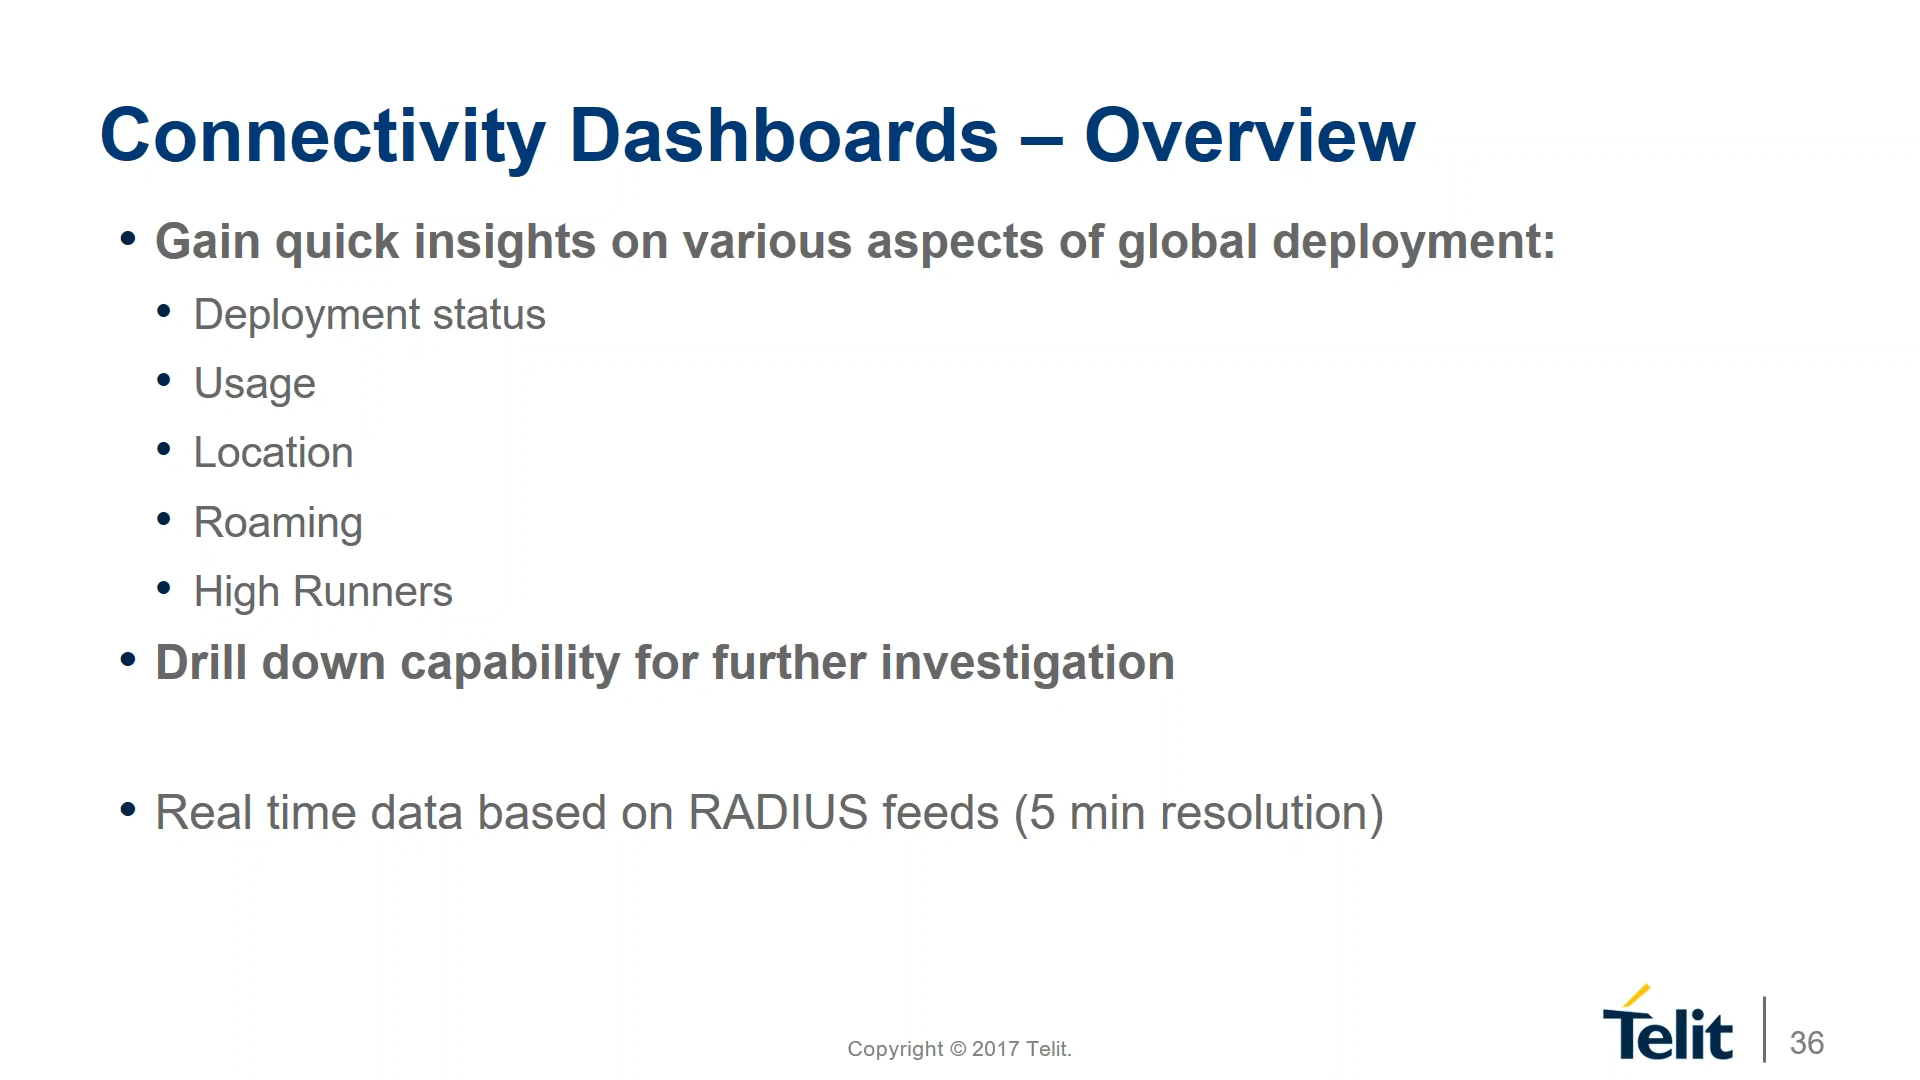 Connectivity Dashboards – Overview
• Gain quick insights on various aspects of global deployment:
• Deployment status
• Usage
• Location
• Roaming
• High Runners
• Drill down capability for further investigation
• Real time data based on RADIUS feeds (5 min resolution)
Copyright © 2017 Telit.
Telit
36